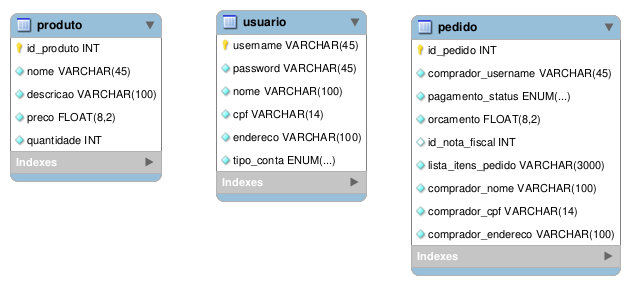 produto
id_produto INT
nome VARCHAR(45)
descricao VARCHAR(100)
preco FLOAT(8,2)
quantidade INT
Indexes
usuario
username VARCHAR(45)
password VARCHAR(45)
nome VARCHAR(100)
cpf VARCHAR(14)
endereco VARCHAR(100)
tipo_conta ENUM(...)
Indexes
pedido
id_pedido INT
comprador_username VARCHAR(45)
pagamento_status ENUM(...)
orcamento FLOAT(8,2)
id_nota_fiscal INT
lista_itens_pedido VARCHAR(3000)
comprador_nome VARCHAR(100)
comprador_cpf VARCHAR(14)
comprador_endereco VARCHAR(100)
Indexes